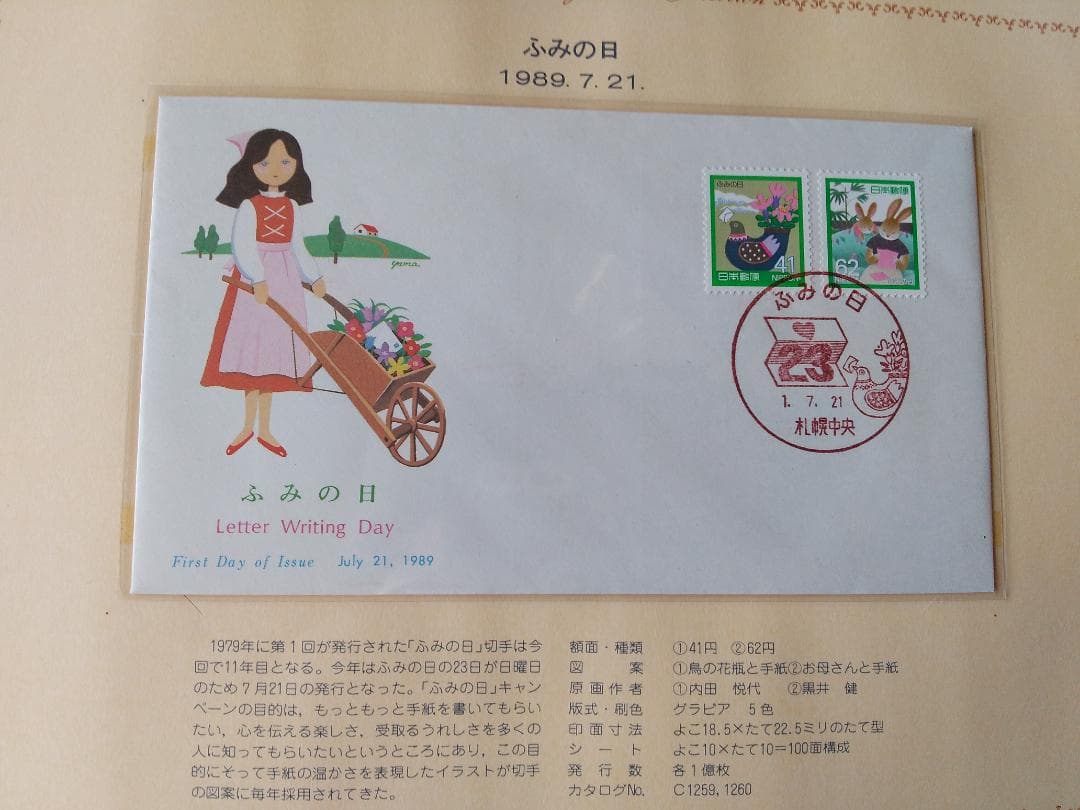 ふみの日
1989. 7. 21.
ふみの日
41
日本郵便
NIPPON
日本郵便
62
ふみの日
23
1. 7. 21
札幌中央
yuma
ふみの日
Letter Writing Day
First Day of Issue July 21, 1989
1979年に第1回が発行された「ふみの日」切手は今
回で11年目となる。今年はふみの日の23日が日曜日
のため7月21日の発行となった。「ふみの日」キャン
ペーンの目的は，もっともっと手紙を書いてもらい
たい，心を伝える楽しさ，受取るうれしさを多くの
人に知ってもらいたいというところにあり，この目
的にそって手紙の温かさを表現したイラストが切手
の図案に毎年採用されてきた。
額面・種類 ①41円 ②62円
図案 ①鳥の花瓶と手紙②お母さんと手紙
原画作者 ①内田 悦代 ②黒井 健
版式・刷色 グラビア 5色
印面寸法 よこ18.5×たて22.5ミリのたて型
シート よこ10×たて10＝100面構成
発行数 各1億枚
カタログNo. C1259, 1260